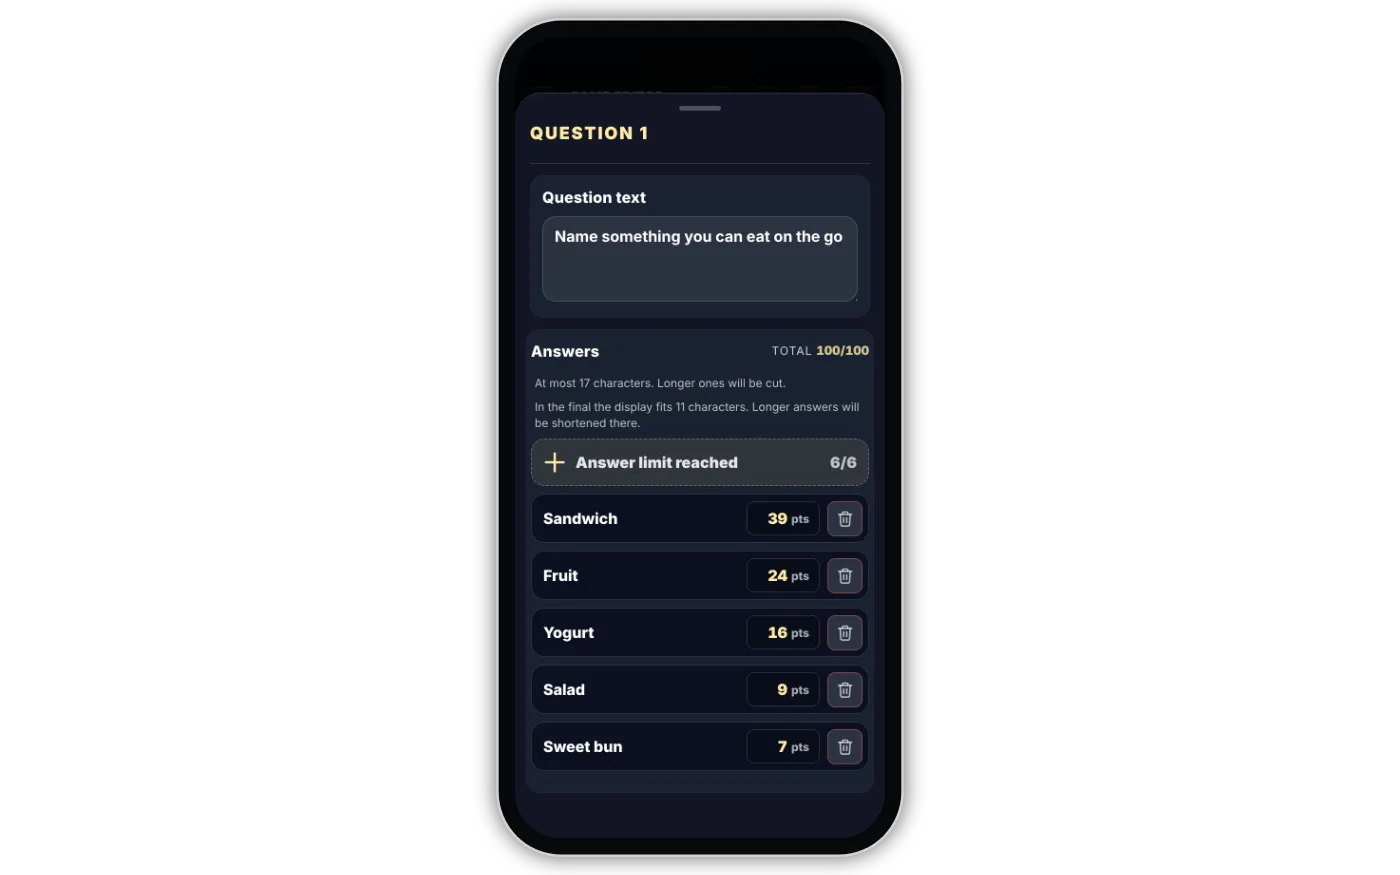 QUESTION 1
Question text
Name something you can eat on the go
Answers
TOTAL 100/100
At most 17 characters. Longer ones will be cut.
In the final the display fits 11 characters. Longer answers will
be shortened there.
Answer limit reached 6/6
Sandwich 39 pts
Fruit 24 pts
Yogurt 16 pts
Salad 9 pts
Sweet bun 7 pts